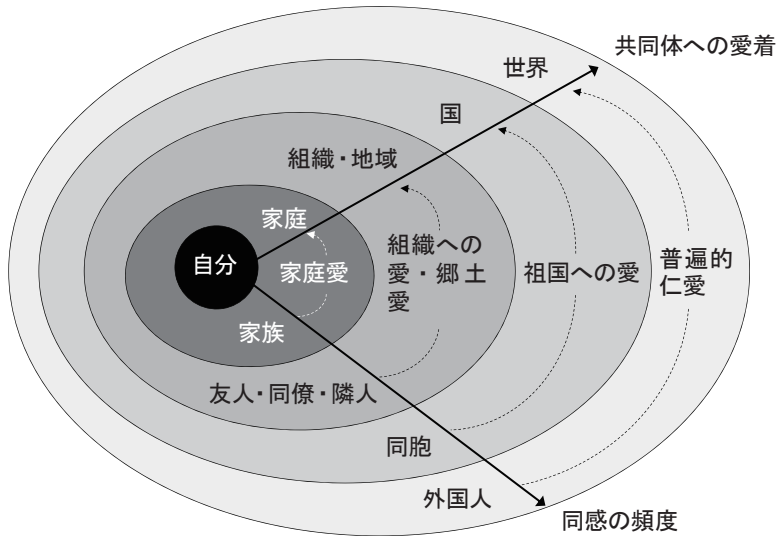 共同体への愛着
世界
国
組織・地域
家庭
自分
家庭愛
家族
組織への
愛・郷土
愛
祖国への愛
普遍的
仁愛
友人・同僚・隣人
同胞
外国人
同感の頻度